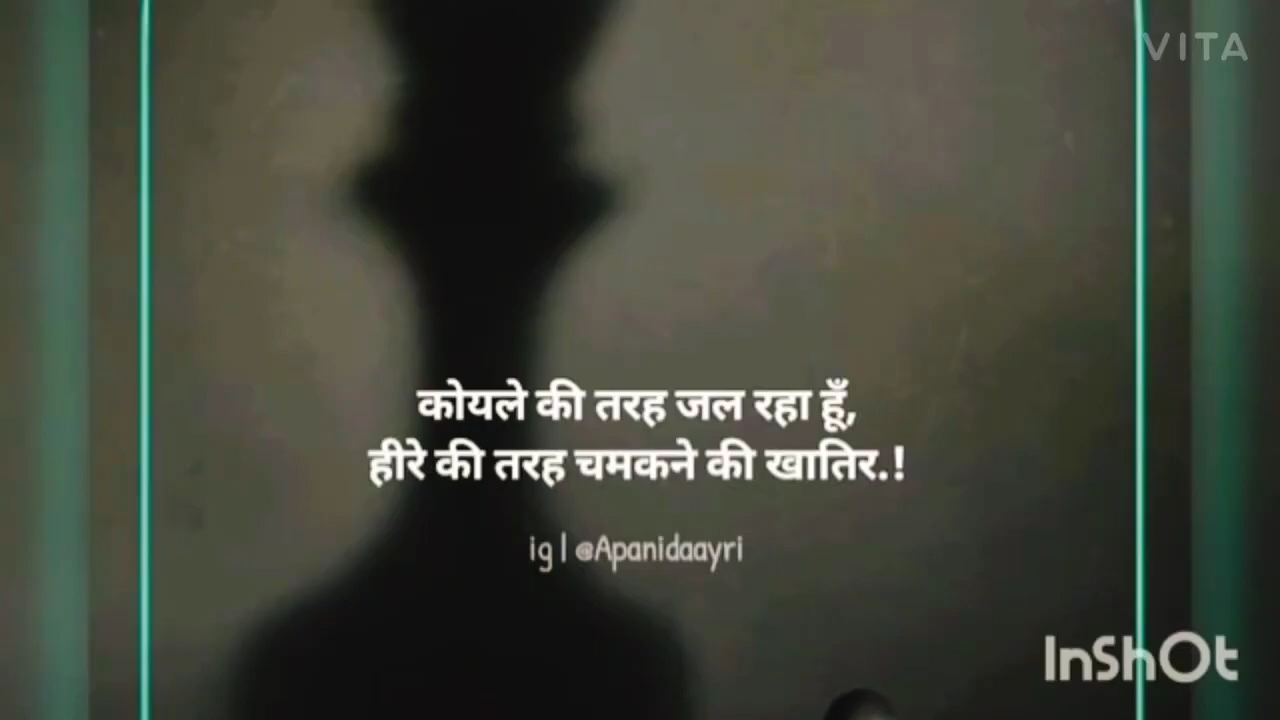 VITA
कोयले की तरह जल रहा हूँ,
हीरे की तरह चमकने की खातिर.!
ig | @Apanidaayri
InShOt